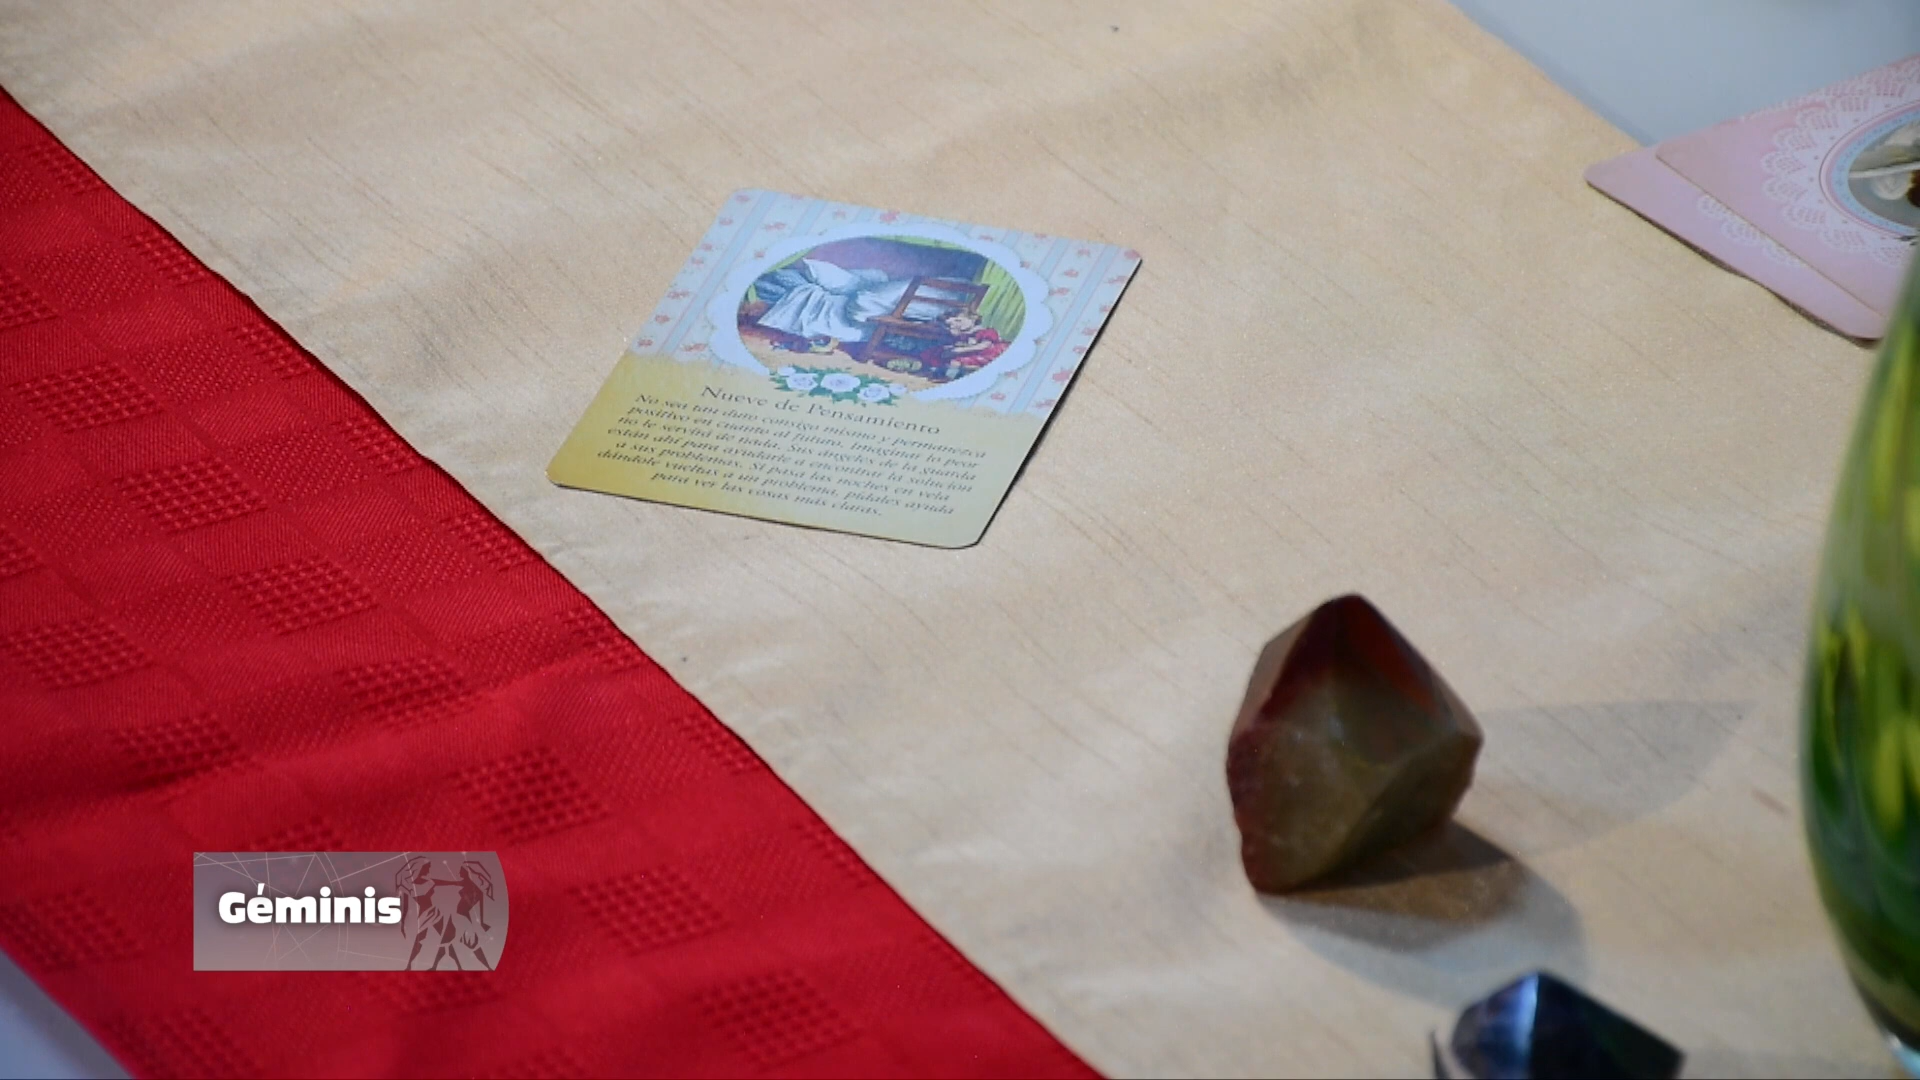 Nueve de Pensamiento
No sea tan duro consigo mismo y permanezca
positivo en cuanto al futuro. Imaginar lo peor
no le servirá de nada. Sus ángeles de la guarda
están ahí para ayudarle a encontrar la solución
a sus problemas. Si pasa las noches en vela
dándole vueltas a un problema, pídales ayuda
para ver las cosas más claras.
Géminis